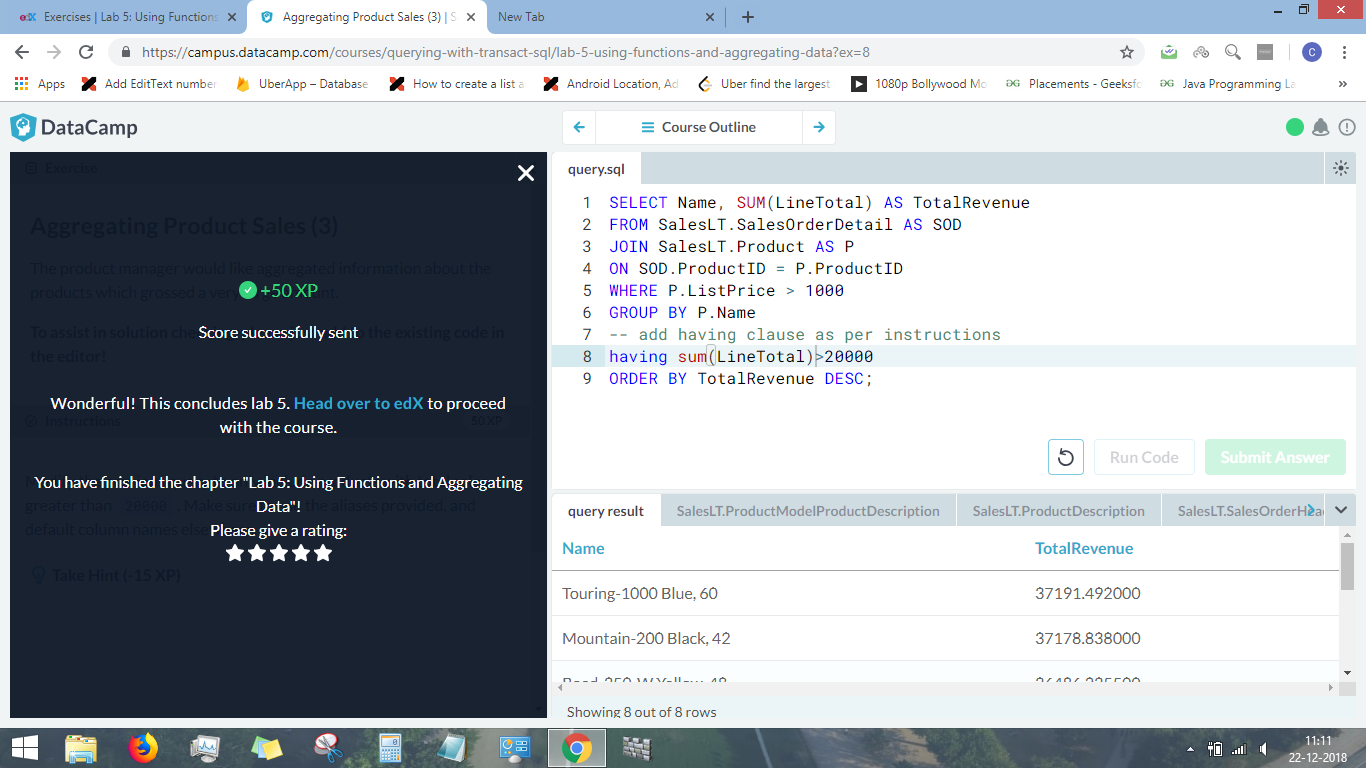 edX Exercises | Lab 5: Using Functions
Aggregating Product Sales (3) | S
New Tab
https://campus.datacamp.com/courses/querying-with-transact-sql/lab-5-using-functions-and-aggregating-data?ex=8
C
Apps
Add EditText number
UberApp – Database
How to create a list a
Android Location, Ad
Uber find the largest
1080p Bollywood Mo
Placements - Geeksfo
Java Programming La
»
DataCamp
Course Outline
Exercise
Aggregating Product Sales (3)
The product manager would like aggregated information about the
products which grossed a very
+50 XP
To assist in solution che
the existing code in
the editor!
Score successfully sent
Wonderful! This concludes lab 5. Head over to edX to proceed
with the course.
Instructions
50 XP
You have finished the chapter "Lab 5: Using Functions and Aggregating
Data"!
greater than 20000. Make sure
the aliases provided, and
default column names else
Please give a rating:
Take Hint (-15 XP)
query.sql
1 SELECT Name, SUM(LineTotal) AS TotalRevenue
2 FROM SalesLT.SalesOrderDetail AS SOD
3 JOIN SalesLT.Product AS P
4 ON SOD.ProductID = P.ProductID
5 WHERE P.ListPrice > 1000
6 GROUP BY P.Name
7 -- add having clause as per instructions
8 having sum(LineTotal)>20000
9 ORDER BY TotalRevenue DESC;
Run Code
Submit Answer
query result
SalesLT.ProductModelProductDescription
SalesLT.ProductDescription
SalesLT.SalesOrderHea
Name TotalRevenue
Touring-1000 Blue, 60 37191.492000
Mountain-200 Black, 42 37178.838000
Showing 8 out of 8 rows
11:11
22-12-2018